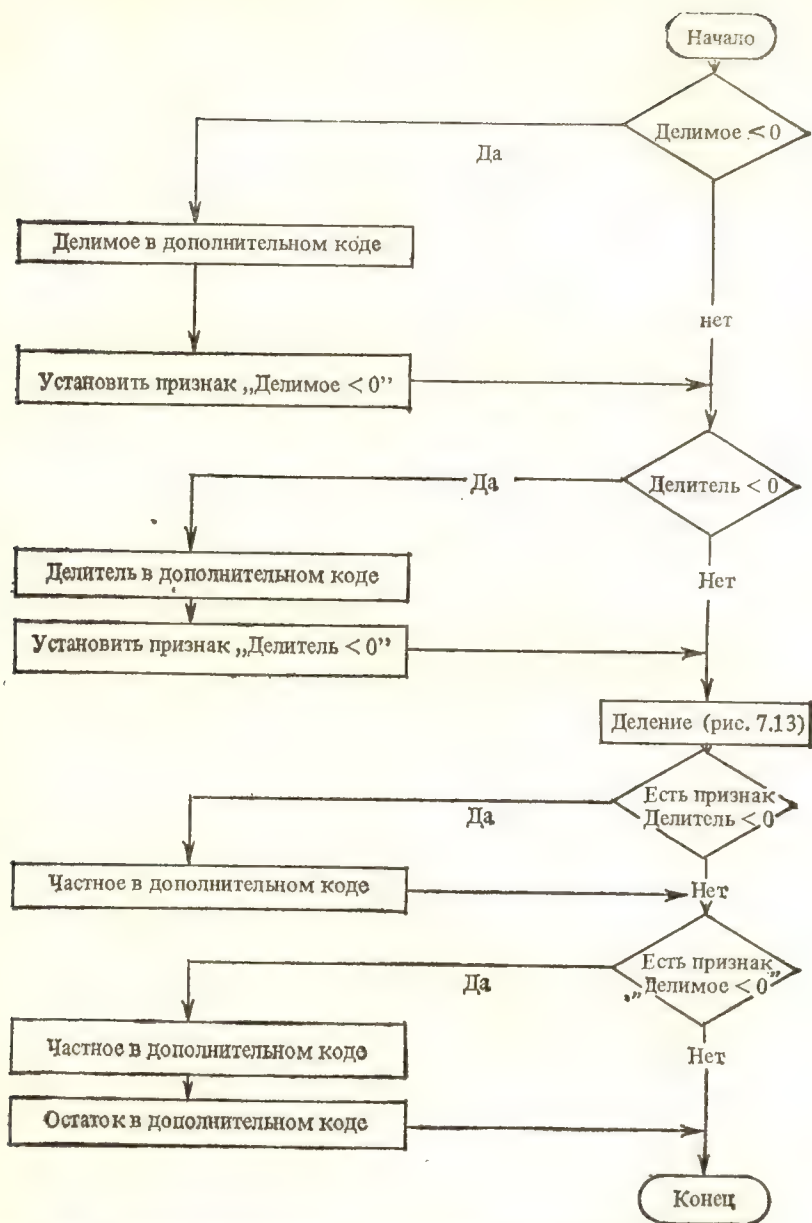 Начало
Делимое < 0
Да
Делимое в дополнительном коде
нет
Установить признак „Делимое < 0”
Да
Делитель < 0
Делитель в дополнительном коде
Нет
Установить признак „Делитель < 0”
Деление (рис. 7.13)
Есть признак
Делитель < 0
Да
Частное в дополнительном коде
Нет
Есть признак
„Делимое < 0”
Да
Частное в дополнительном коде
Нет
Остаток в дополнительном коде
Конец